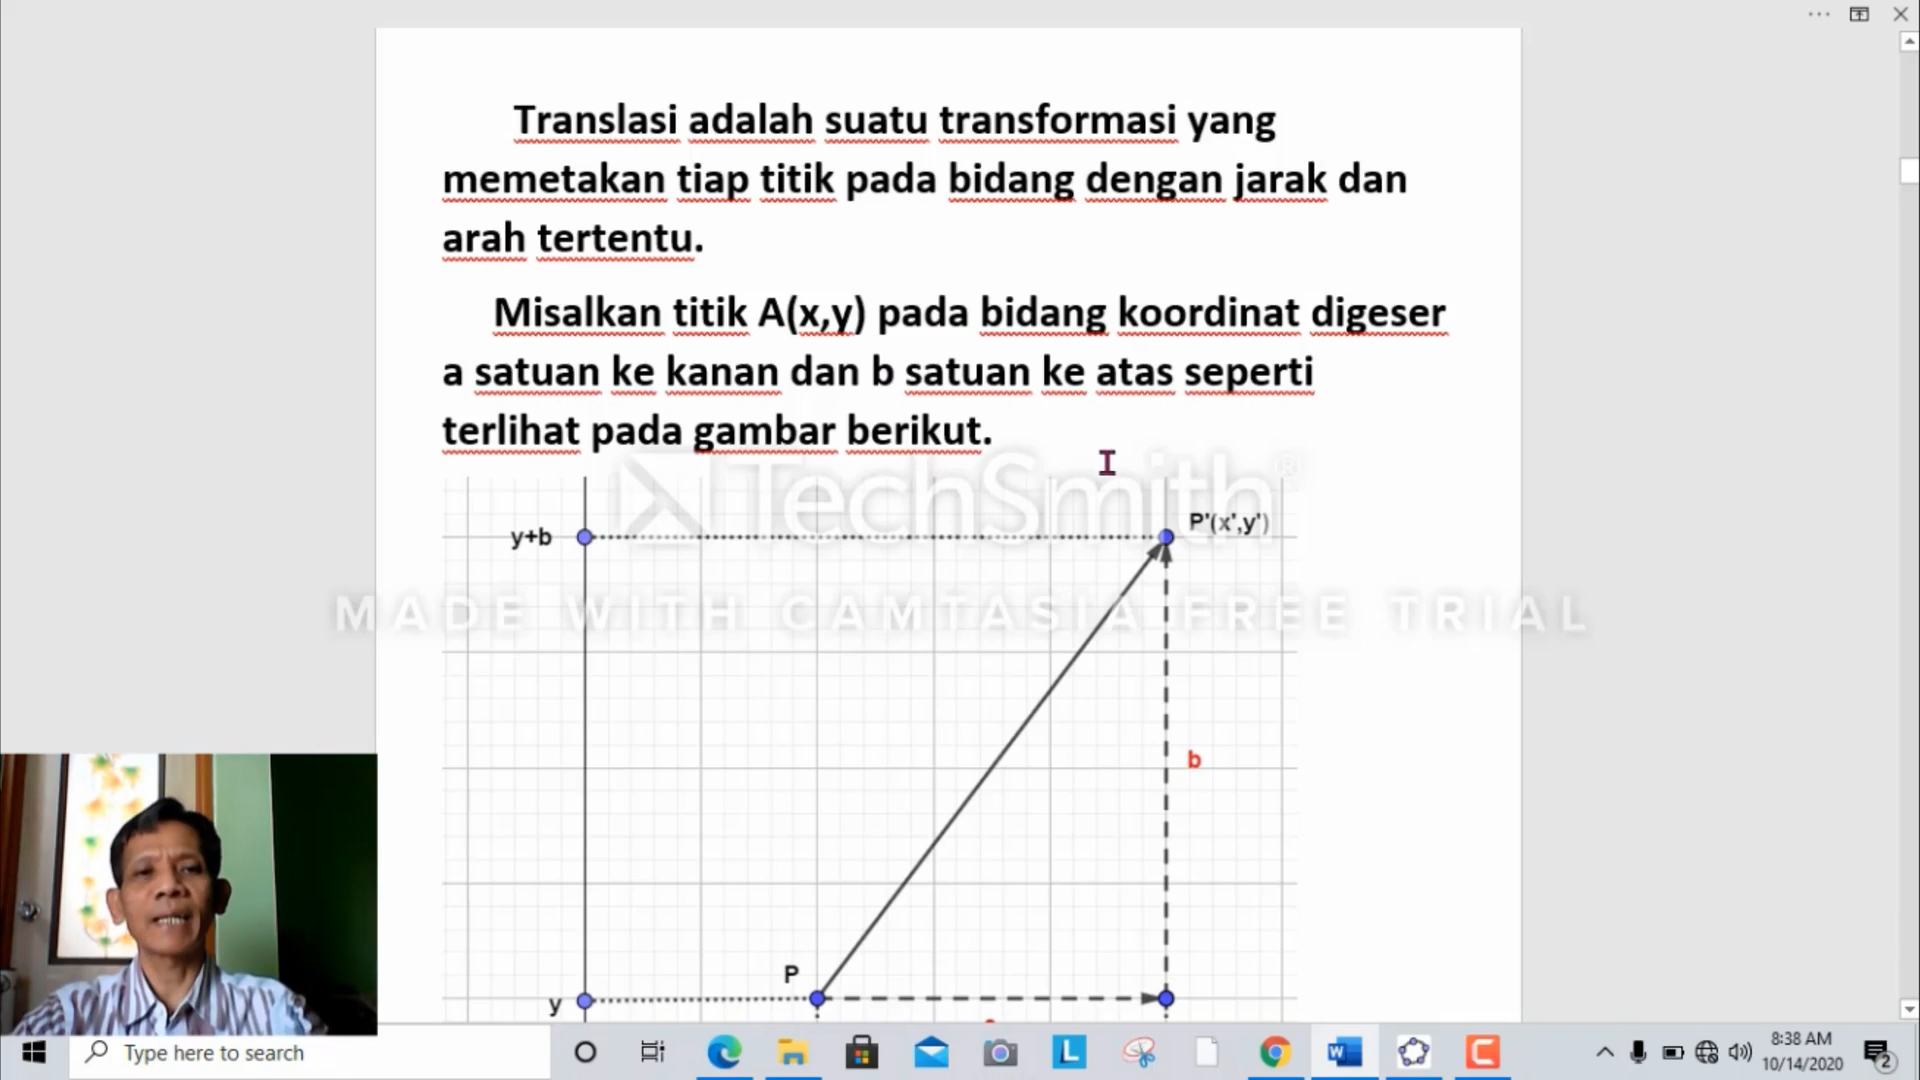 Translasi adalah suatu transformasi yang
memetakan tiap titik pada bidang dengan jarak dan
arah tertentu.
Misalkan titik A(x,y) pada bidang koordinat digeser
a satuan ke kanan dan b satuan ke atas seperti
terlihat pada gambar berikut.
TechSmith®
MADE WITH CAMTASIA FREE TRIAL
y+b
P'(x',y')
b
P
y
Type here to search
L
W
C
8:38 AM
10/14/2020
2